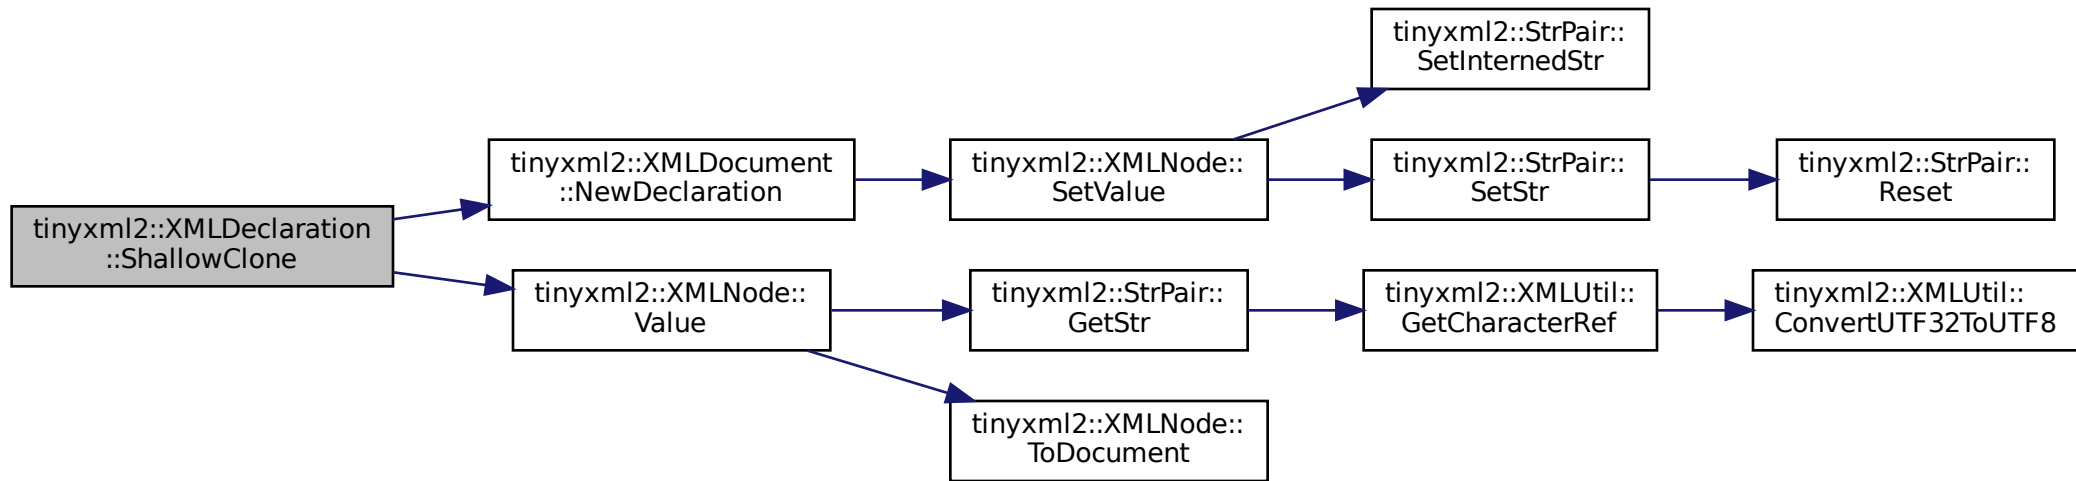 tinyxml2::XMLDeclaration
::ShallowClone
tinyxml2::XMLDocument
::NewDeclaration
tinyxml2::XMLNode::
SetValue
tinyxml2::StrPair::
SetInternedStr
tinyxml2::StrPair::
SetStr
tinyxml2::StrPair::
Reset
tinyxml2::XMLNode::
Value
tinyxml2::StrPair::
GetStr
tinyxml2::XMLUtil::
GetCharacterRef
tinyxml2::XMLUtil::
ConvertUTF32ToUTF8
tinyxml2::XMLNode::
ToDocument